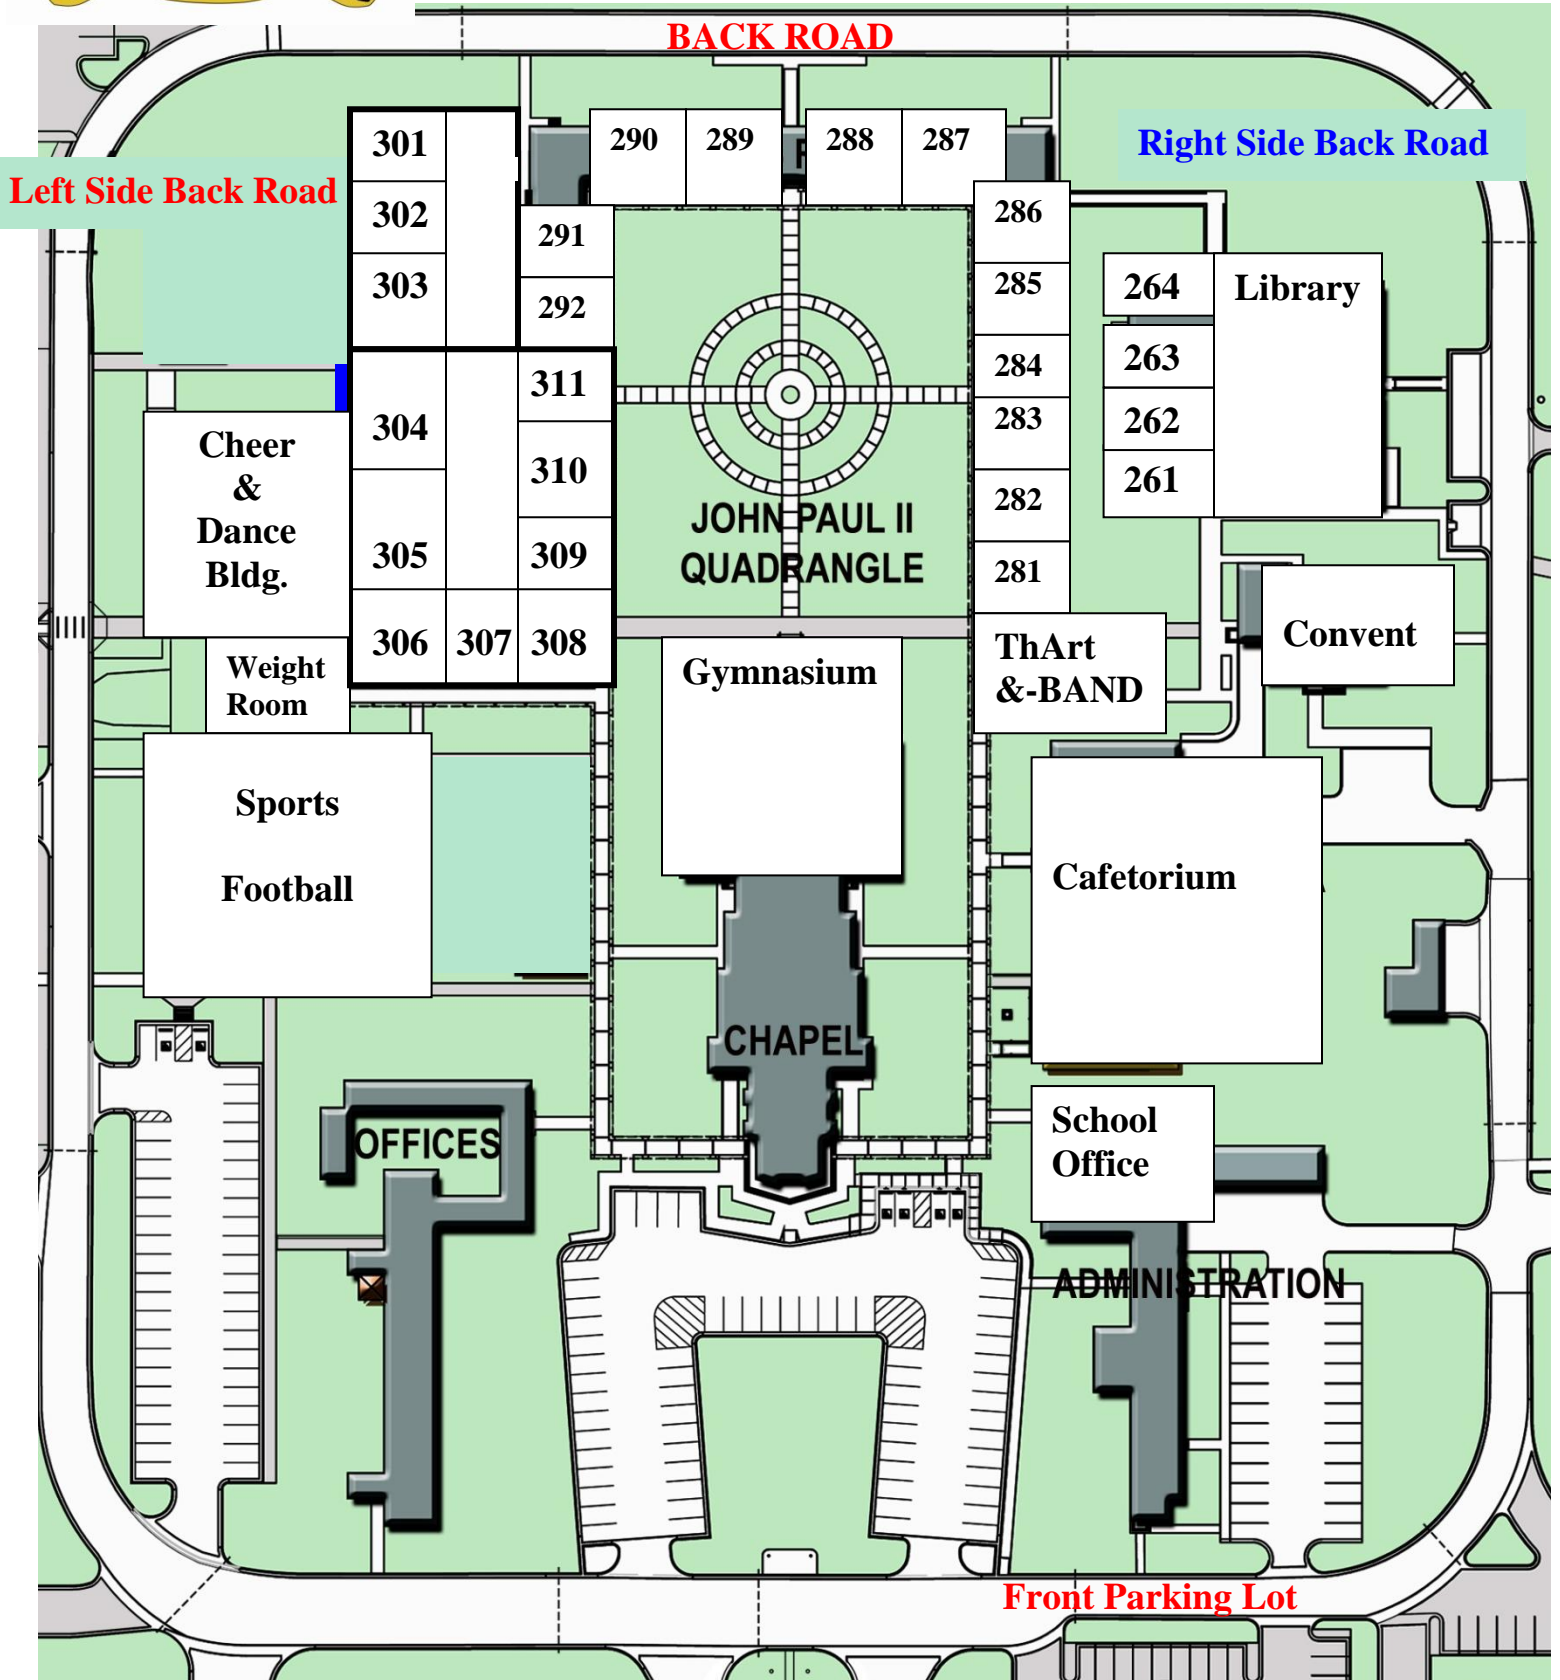 BACK ROAD
Right Side Back Road
Left Side Back Road
301
302
303
290
289
288
287
291
292
286
285
284
283
282
281
264
263
262
261
Library
304
305
306
307
308
309
310
311
Cheer
&
Dance
Bldg.
JOHN PAUL II
QUADRANGLE
Convent
Weight
Room
Gymnasium
ThArt
&-BAND
Sports
Football
Cafetorium
CHAPEL
OFFICES
School
Office
ADMINISTRATION
Front Parking Lot